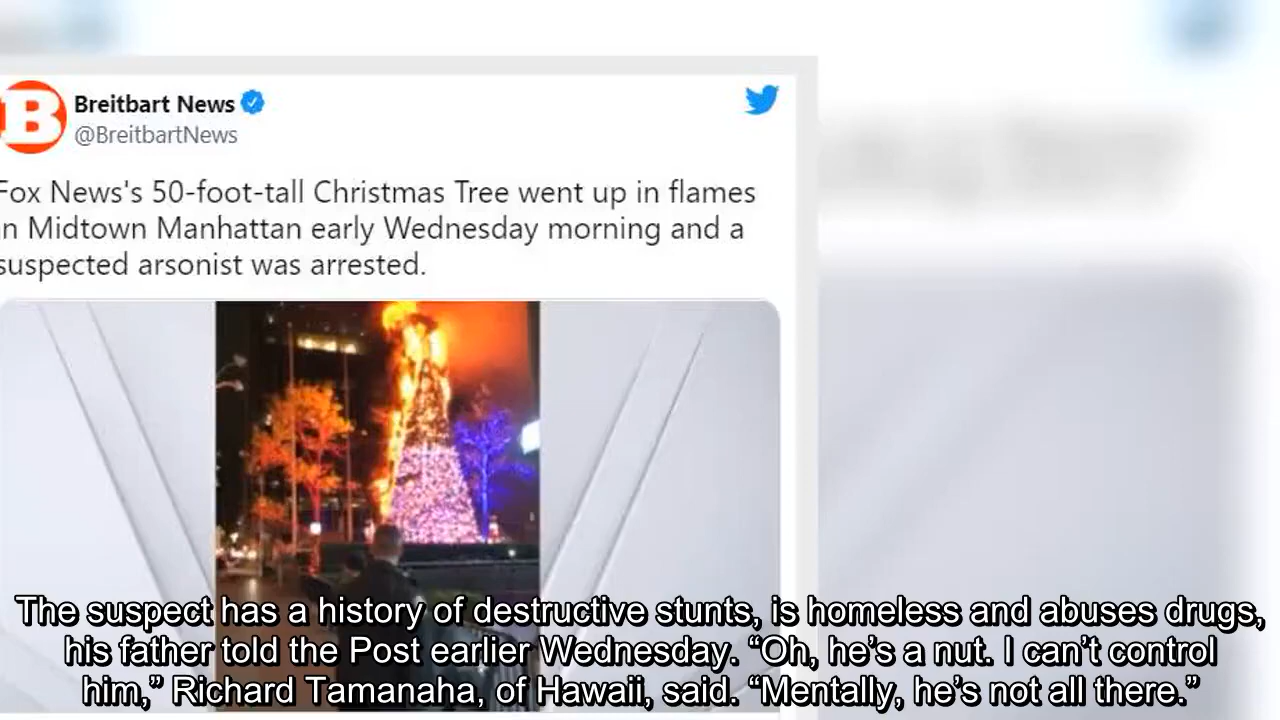 B
Breitbart News
@BreitbartNews
Fox News's 50-foot-tall Christmas Tree went up in flames
in Midtown Manhattan early Wednesday morning and a
suspected arsonist was arrested.
The suspect has a history of destructive stunts, is homeless and abuses drugs,
his father told the Post earlier Wednesday. “Oh, he’s a nut. I can’t control
him,” Richard Tamanaha, of Hawaii, said. “Mentally, he’s not all there.”